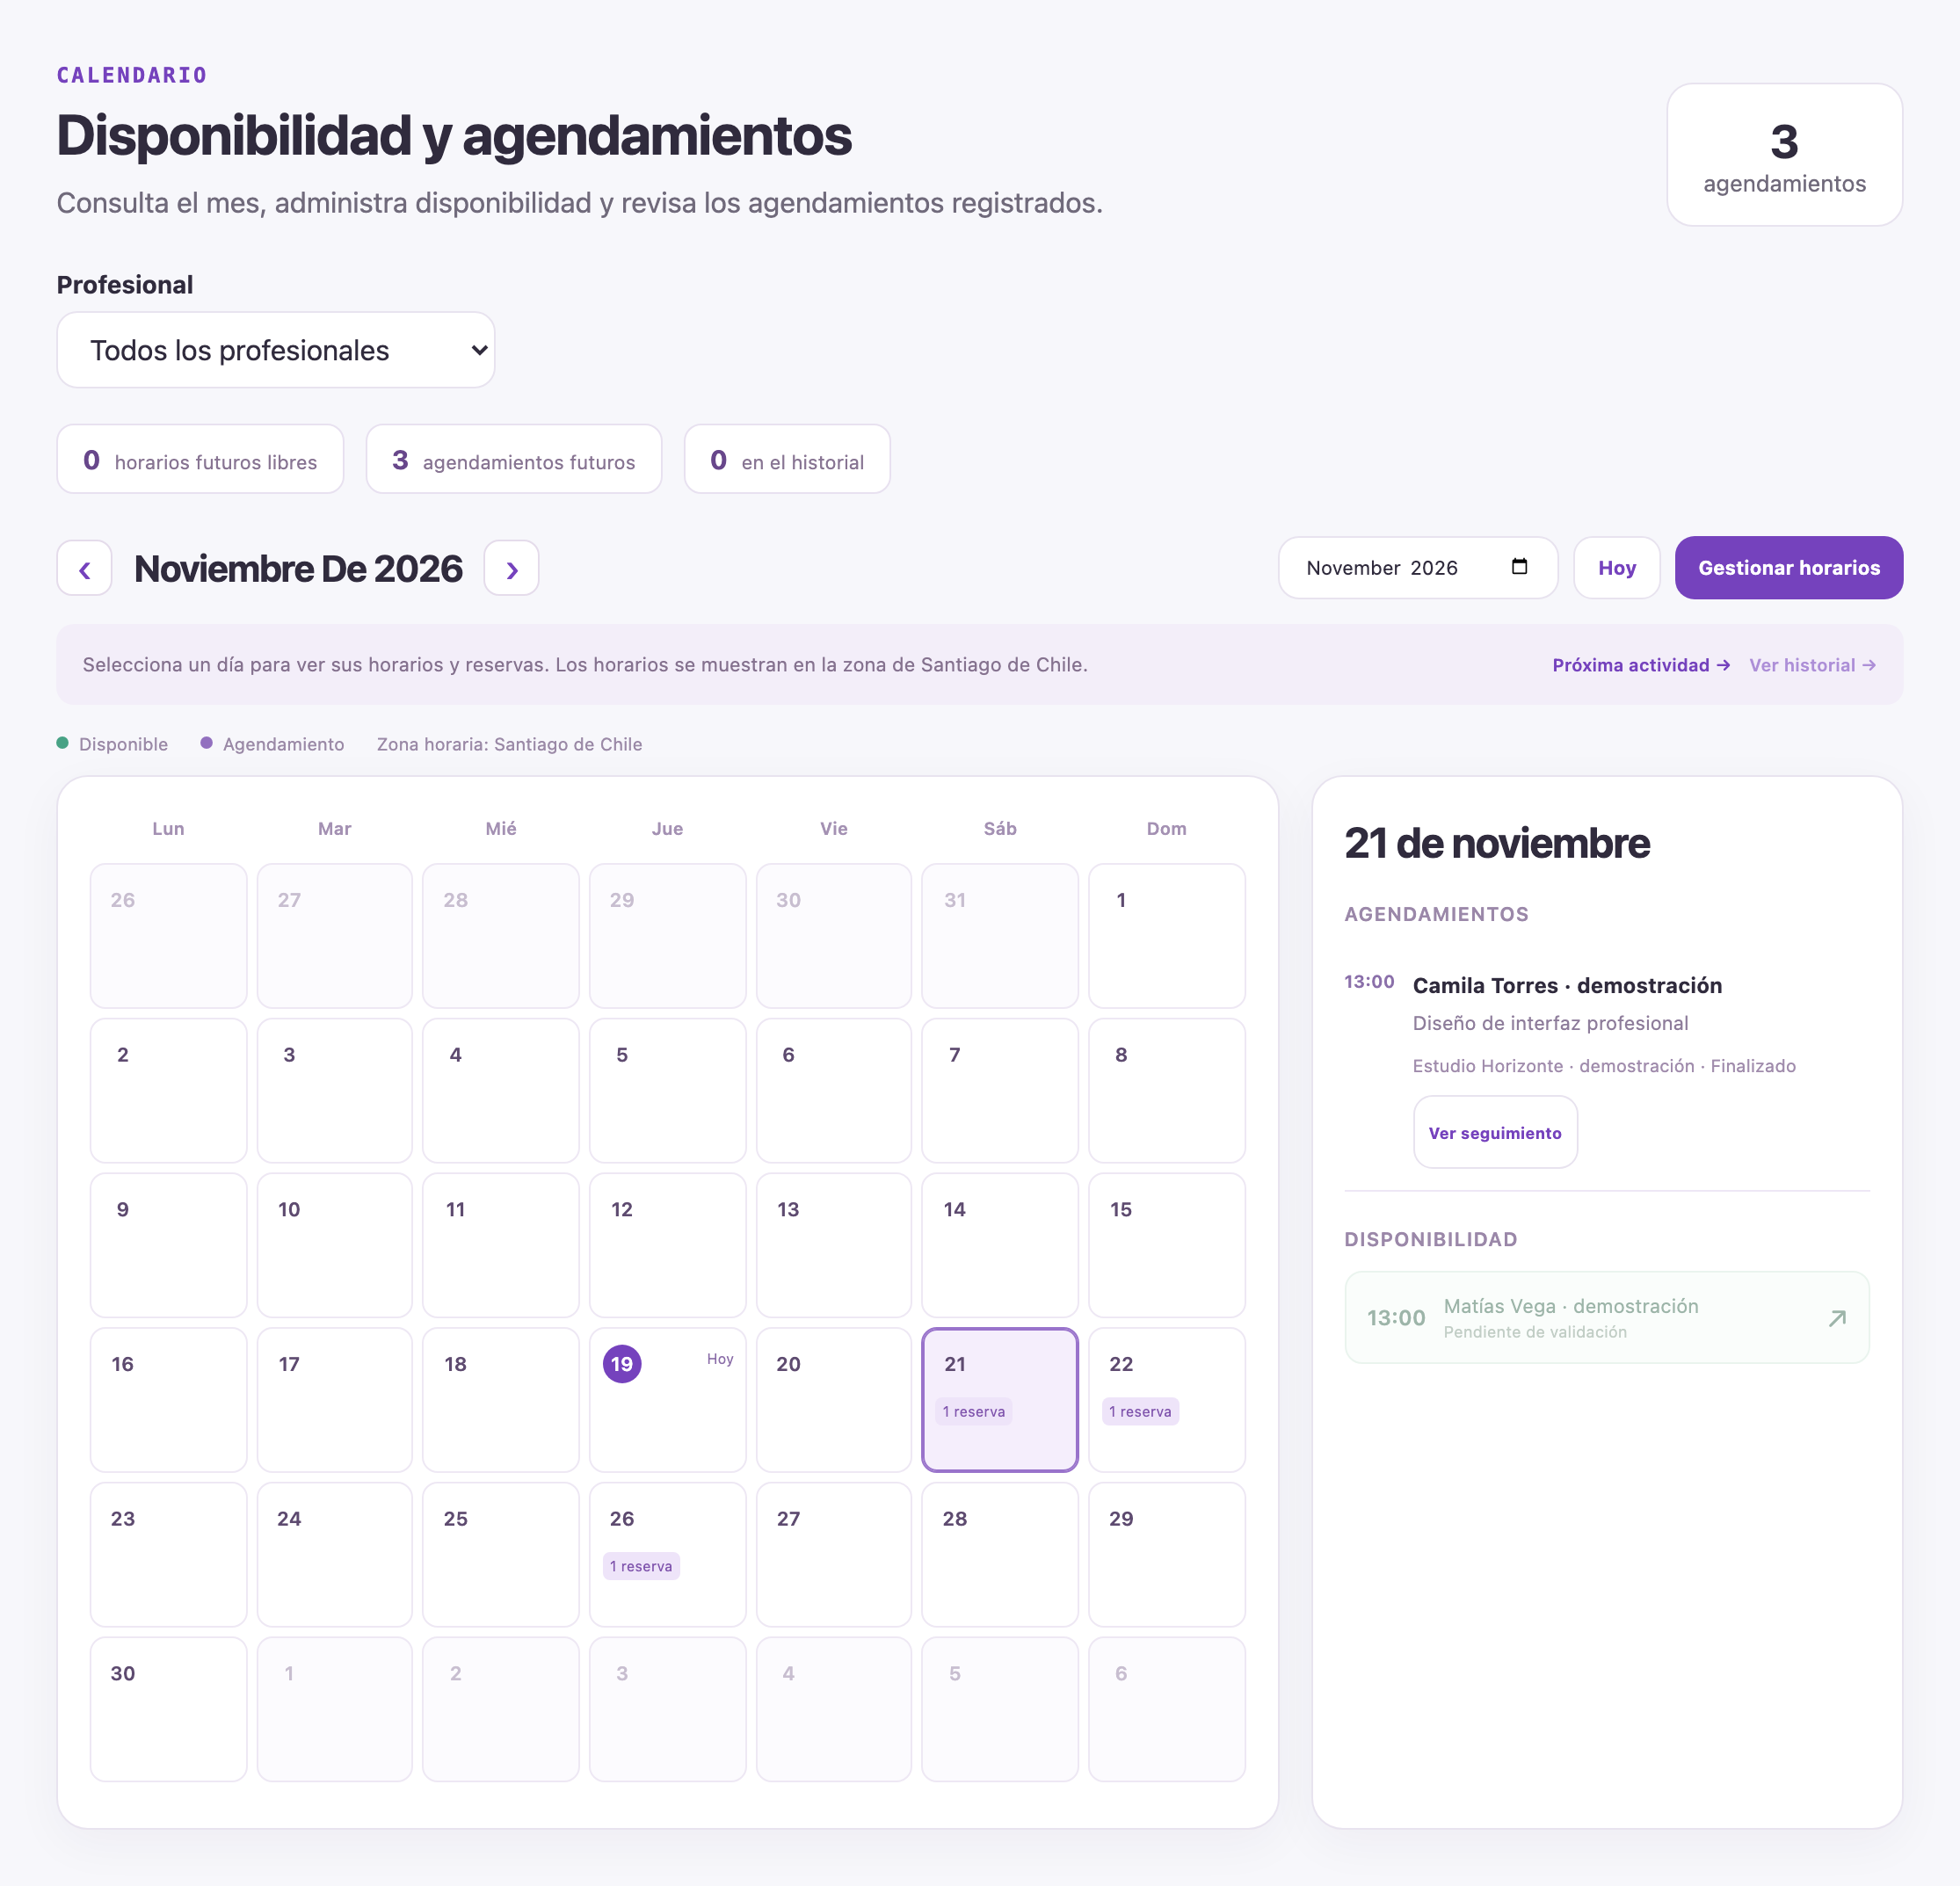 CALENDARIO
Disponibilidad y agendamientos
Consulta el mes, administra disponibilidad y revisa los agendamientos registrados.
3
agendamientos
Profesional
Todos los profesionales
0 horarios futuros libres
3 agendamientos futuros
0 en el historial
‹ Noviembre De 2026 ›
November 2026
Hoy
Gestionar horarios
Selecciona un día para ver sus horarios y reservas. Los horarios se muestran en la zona de Santiago de Chile.
Próxima actividad →
Ver historial →
Disponible
Agendamiento
Zona horaria: Santiago de Chile
Lun Mar Mié Jue Vie Sáb Dom
26 27 28 29 30 31 1
2 3 4 5 6 7 8
9 10 11 12 13 14 15
16 17 18 19 Hoy 20 21 22
1 reserva 1 reserva
23 24 25 26 27 28 29
1 reserva
30 1 2 3 4 5 6
21 de noviembre
AGENDAMIENTOS
13:00 Camila Torres · demostración
Diseño de interfaz profesional
Estudio Horizonte · demostración · Finalizado
Ver seguimiento
DISPONIBILIDAD
13:00 Matías Vega · demostración
Pendiente de validación